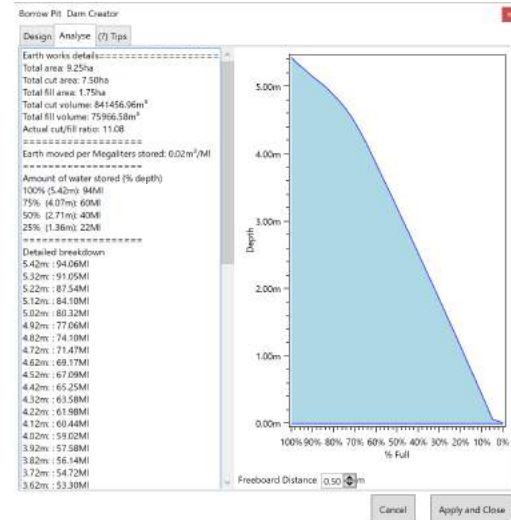 Borrow Pit Dam Creator
Design Analyse (?) Tips
Earth works details===================
Total area: 9.25ha
Total cut area: 7.50ha
Total fill area: 1.75ha
Total cut volume: 841456.96m³
Total fill volume: 75966.58m³
Actual cut/fill ratio: 11.08
===================
Earth moved per Megaliters stored: 0.02m³/Ml
===================
Amount of water stored (% depth)
100% (5.42m): 94Ml
75% (4.07m): 60Ml
50% (2.71m): 40Ml
25% (1.36m): 22Ml
===================
Detailed breakdown
5.42m: : 94.06Ml
5.32m: : 91.05Ml
5.22m: : 87.54Ml
5.12m: : 84.10Ml
5.02m: : 80.32Ml
4.92m: : 77.06Ml
4.82m: : 74.10Ml
4.72m: : 71.47Ml
4.62m: : 69.17Ml
4.52m: : 67.09Ml
4.42m: : 65.25Ml
4.32m: : 63.58Ml
4.22m: : 61.98Ml
4.12m: : 60.44Ml
4.02m: : 59.02Ml
3.92m: : 57.58Ml
3.82m: : 56.14Ml
3.72m: : 54.72Ml
3.62m: : 53.30Ml
5.00m
4.00m
3.00m
2.00m
1.00m
0.00m
Depth
100% 90% 80% 70% 60% 50% 40% 30% 20% 10% 0%
% Full
Freeboard Distance 0.50 m
Cancel Apply and Close